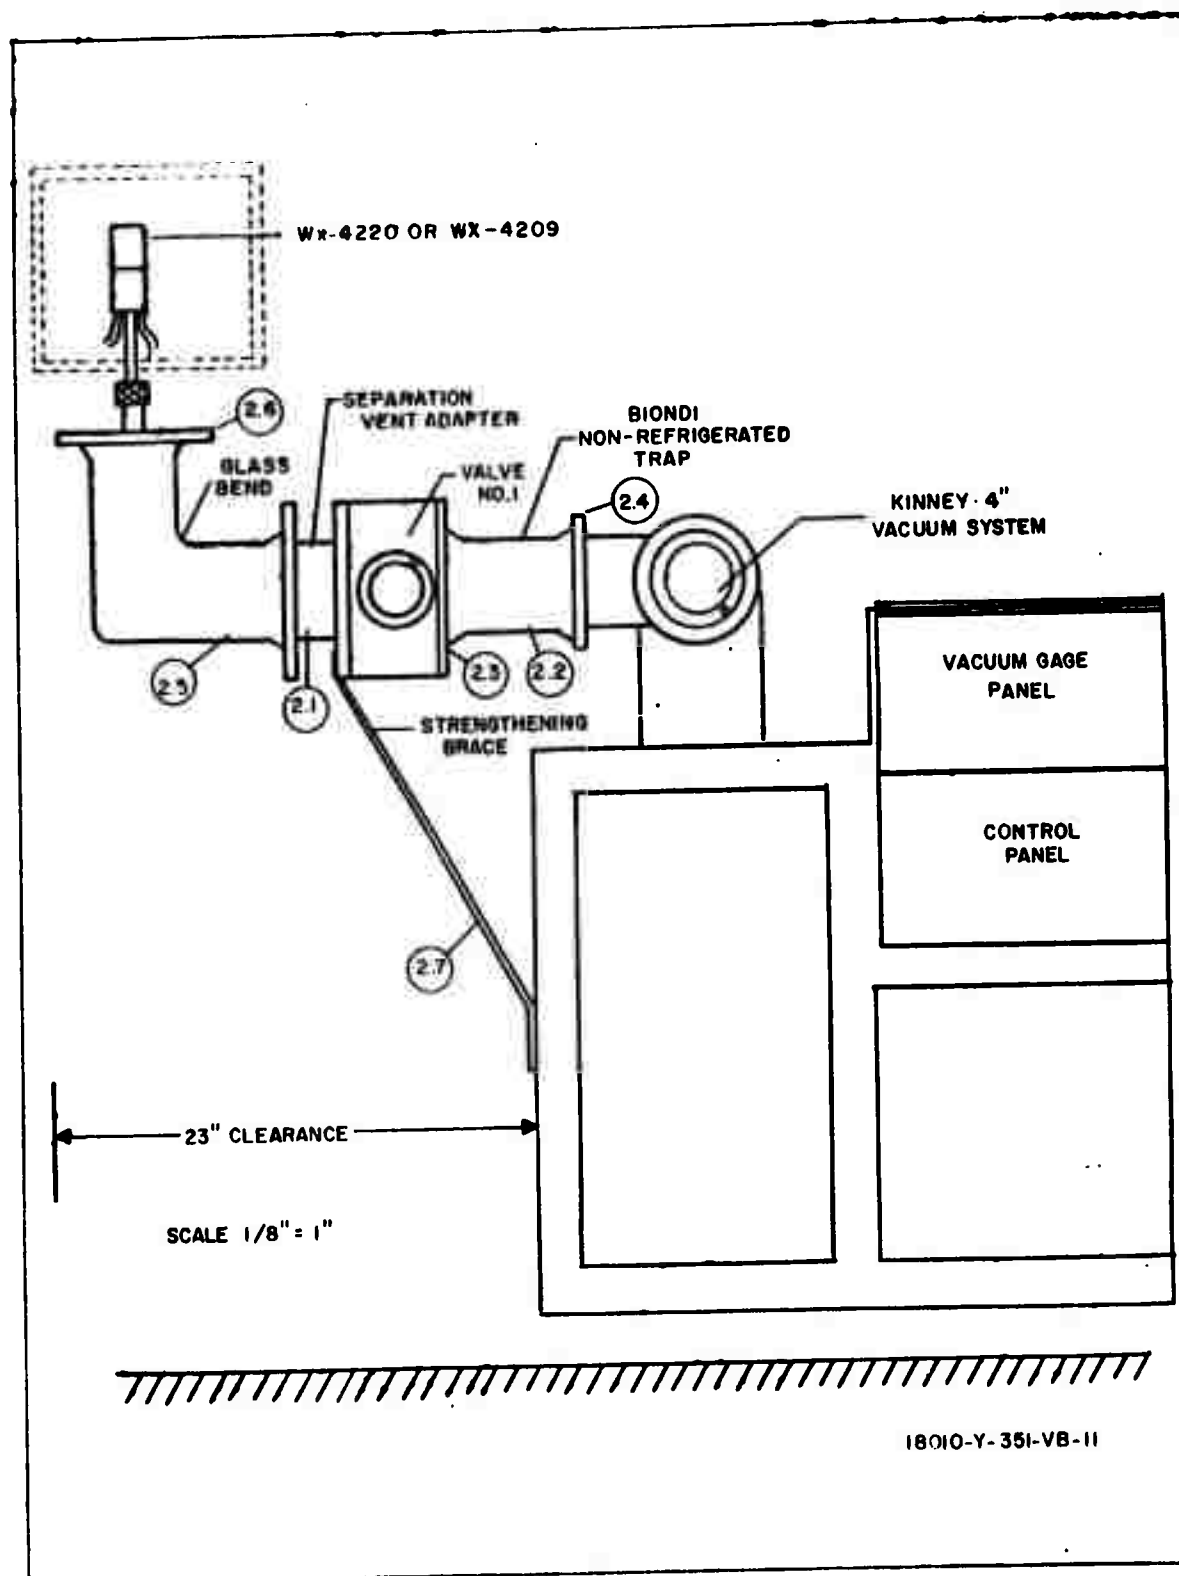 Wx-4220 OR WX-4209
2.6
SEPARATION
VENT ADAPTER
BIONDI
NON-REFRIGERATED
TRAP
GLASS
BEND
VALVE
NO.1
2.4
KINNEY 4"
VACUUM SYSTEM
2.5
2.1
2.3
2.2
VACUUM GAGE
PANEL
STRENGTHENING
BRACE
CONTROL
PANEL
2.7
23" CLEARANCE
SCALE 1/8" = 1"
18010-Y-351-VB-11